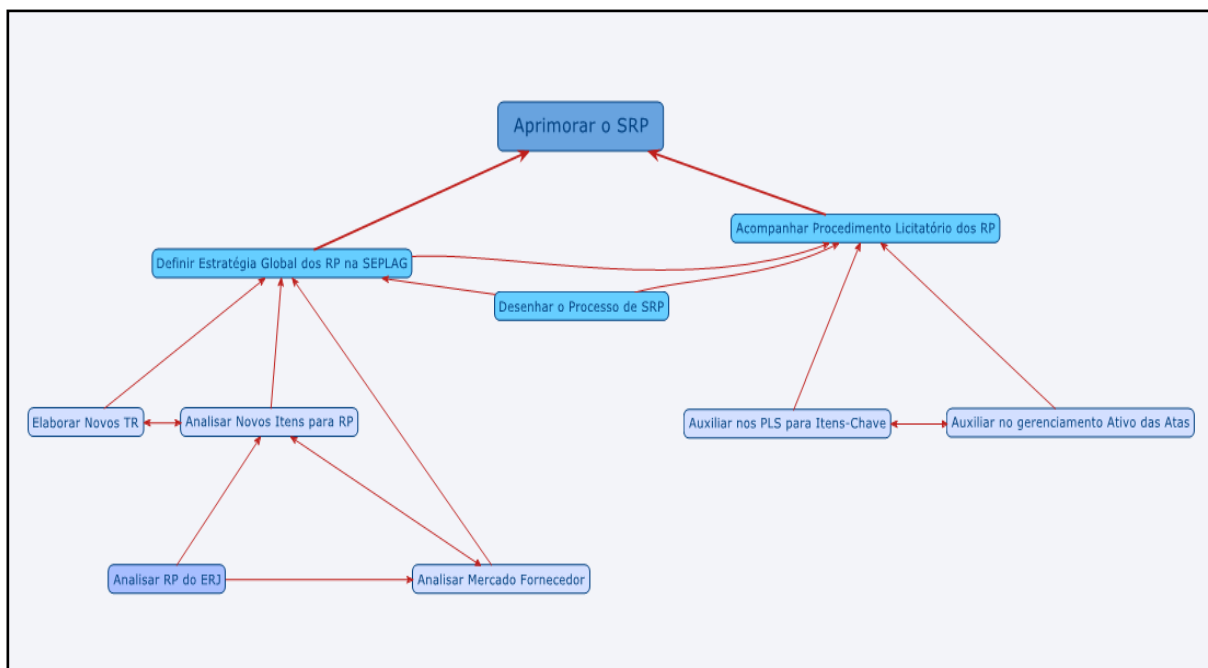 Aprimorar o SRP
Acompanhar Procedimento Licitatório dos RP
Definir Estratégia Global dos RP na SEPLAG
Desenhar o Processo de SRP
Elaborar Novos TR
Analisar Novos Itens para RP
Auxiliar nos PLS para Itens-Chave
Auxiliar no gerenciamento Ativo das Atas
Analisar RP do ERJ
Analisar Mercado Fornecedor